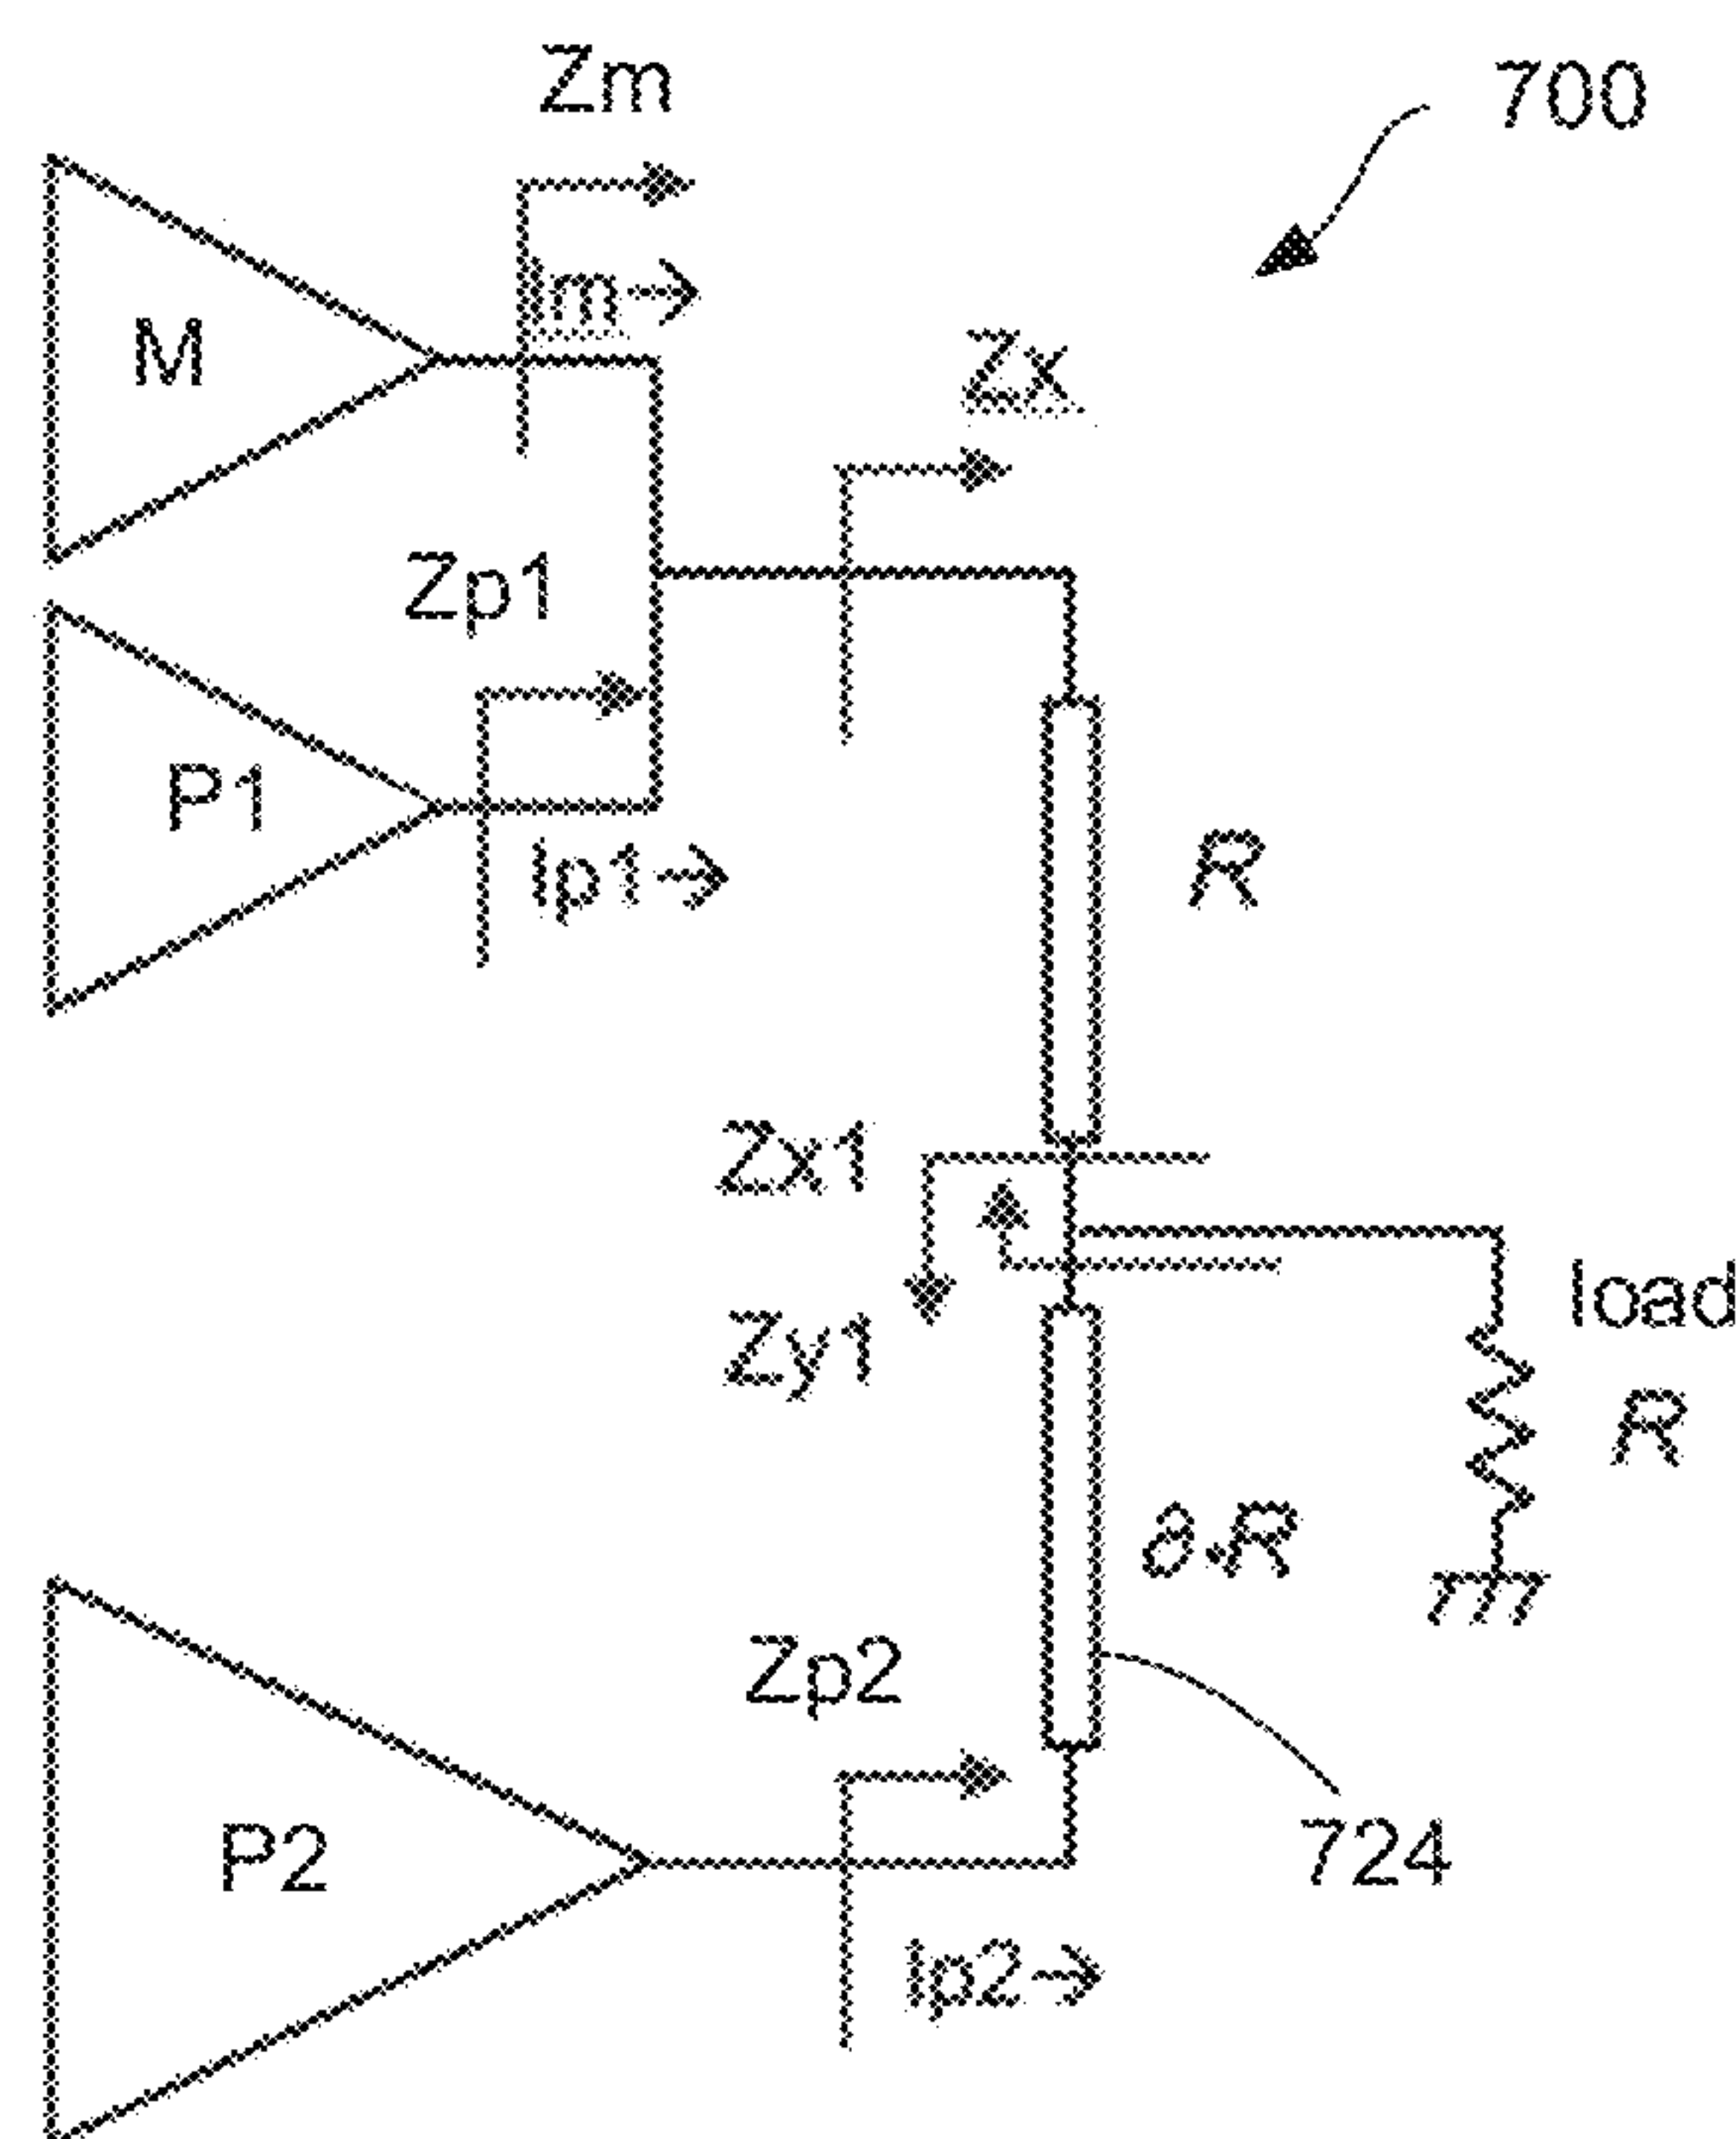 Zm
700
Im→
M
Zx
Zp1
P1
Ip1→
R
Zx1
load
Zy1
R
∂·R
Zp2
P2
724
Ip2→